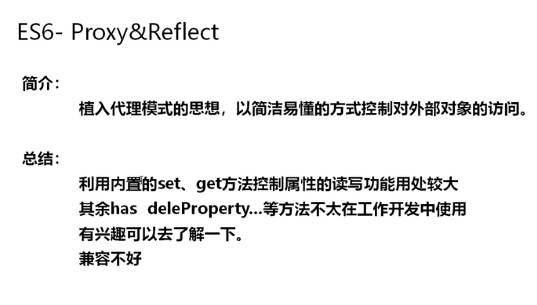 ES6- Proxy&Reflect
简介：
植入代理模式的思想，以简洁易懂的方式控制对外部对象的访问。
总结：
利用内置的set、get方法控制属性的读写功能用处较大
其余has deleProperty...等方法不太在工作开发中使用
有兴趣可以去了解一下。
兼容不好